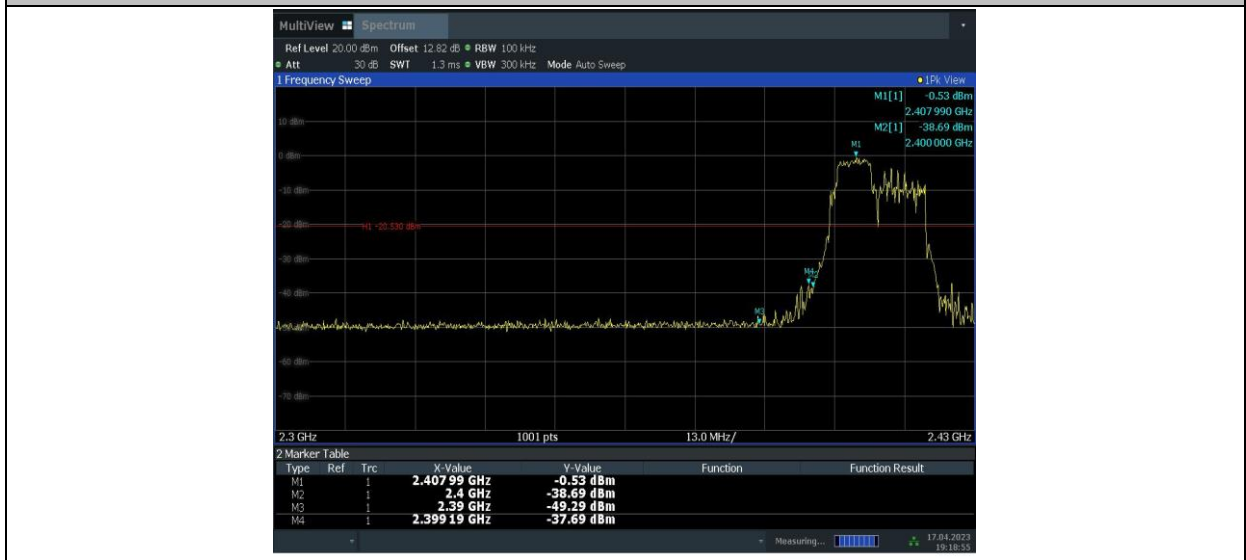 MultiView Spectrum
Ref Level 20.00 dBm Offset 12.82 dB RBW 100 kHz
Att 30 dB SWT 1.3 ms VBW 300 kHz Mode Auto Sweep
1 Frequency Sweep 1Pk View
M1[1] -0.53 dBm
2.407 990 GHz
10 dBm
M2[1] -38.69 dBm
2.400 000 GHz
M1
0 dBm
-10 dBm
-20 dBm
H1 -20.530 dBm
-30 dBm
M4
-40 dBm
M3
-60 dBm
-70 dBm
2.3 GHz 1001 pts 13.0 MHz/ 2.43 GHz
2 Marker Table
Type Ref Trc X-Value Y-Value Function Function Result
M1 1 2.407 99 GHz -0.53 dBm
M2 1 2.4 GHz -38.69 dBm
M3 1 2.39 GHz -49.29 dBm
M4 1 2.399 19 GHz -37.69 dBm
Measuring... 17.04.2023
19:18:55